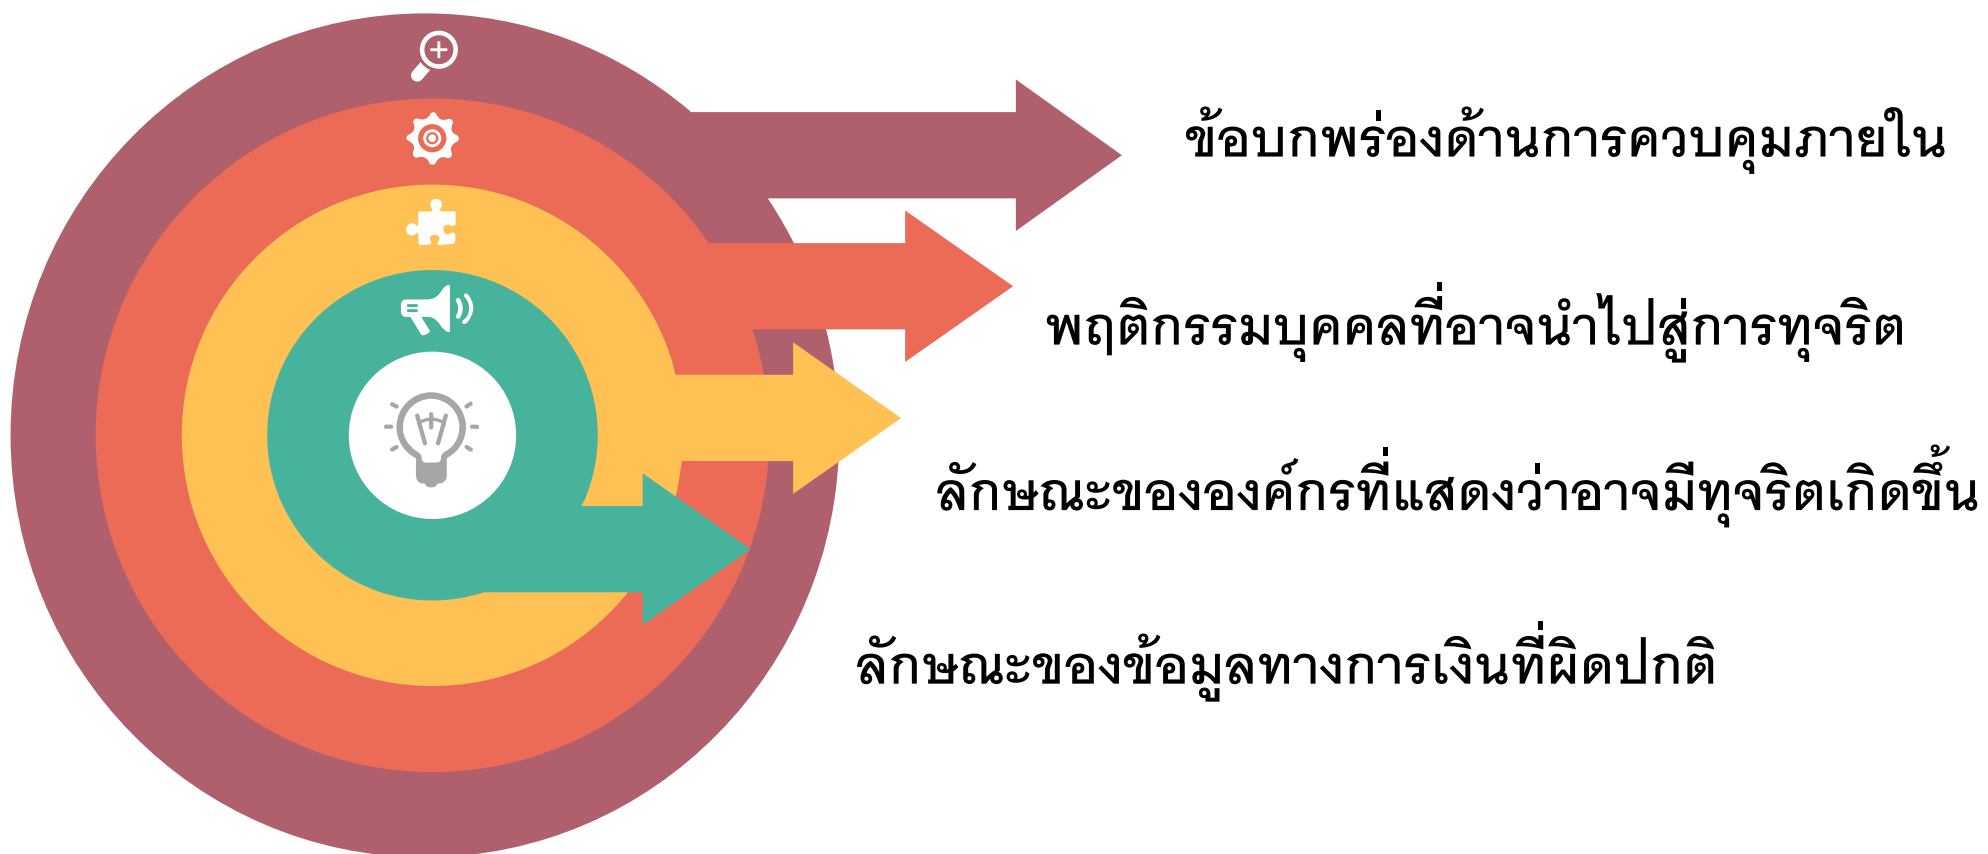 ข้อบกพร่องด้านการควบคุมภายใน
พฤติกรรมบุคคลที่อาจนำไปสู่การทุจริต
ลักษณะขององค์กรที่แสดงว่าอาจมีทุจริตเกิดขึ้น
ลักษณะของข้อมูลทางการเงินที่ผิดปกติ